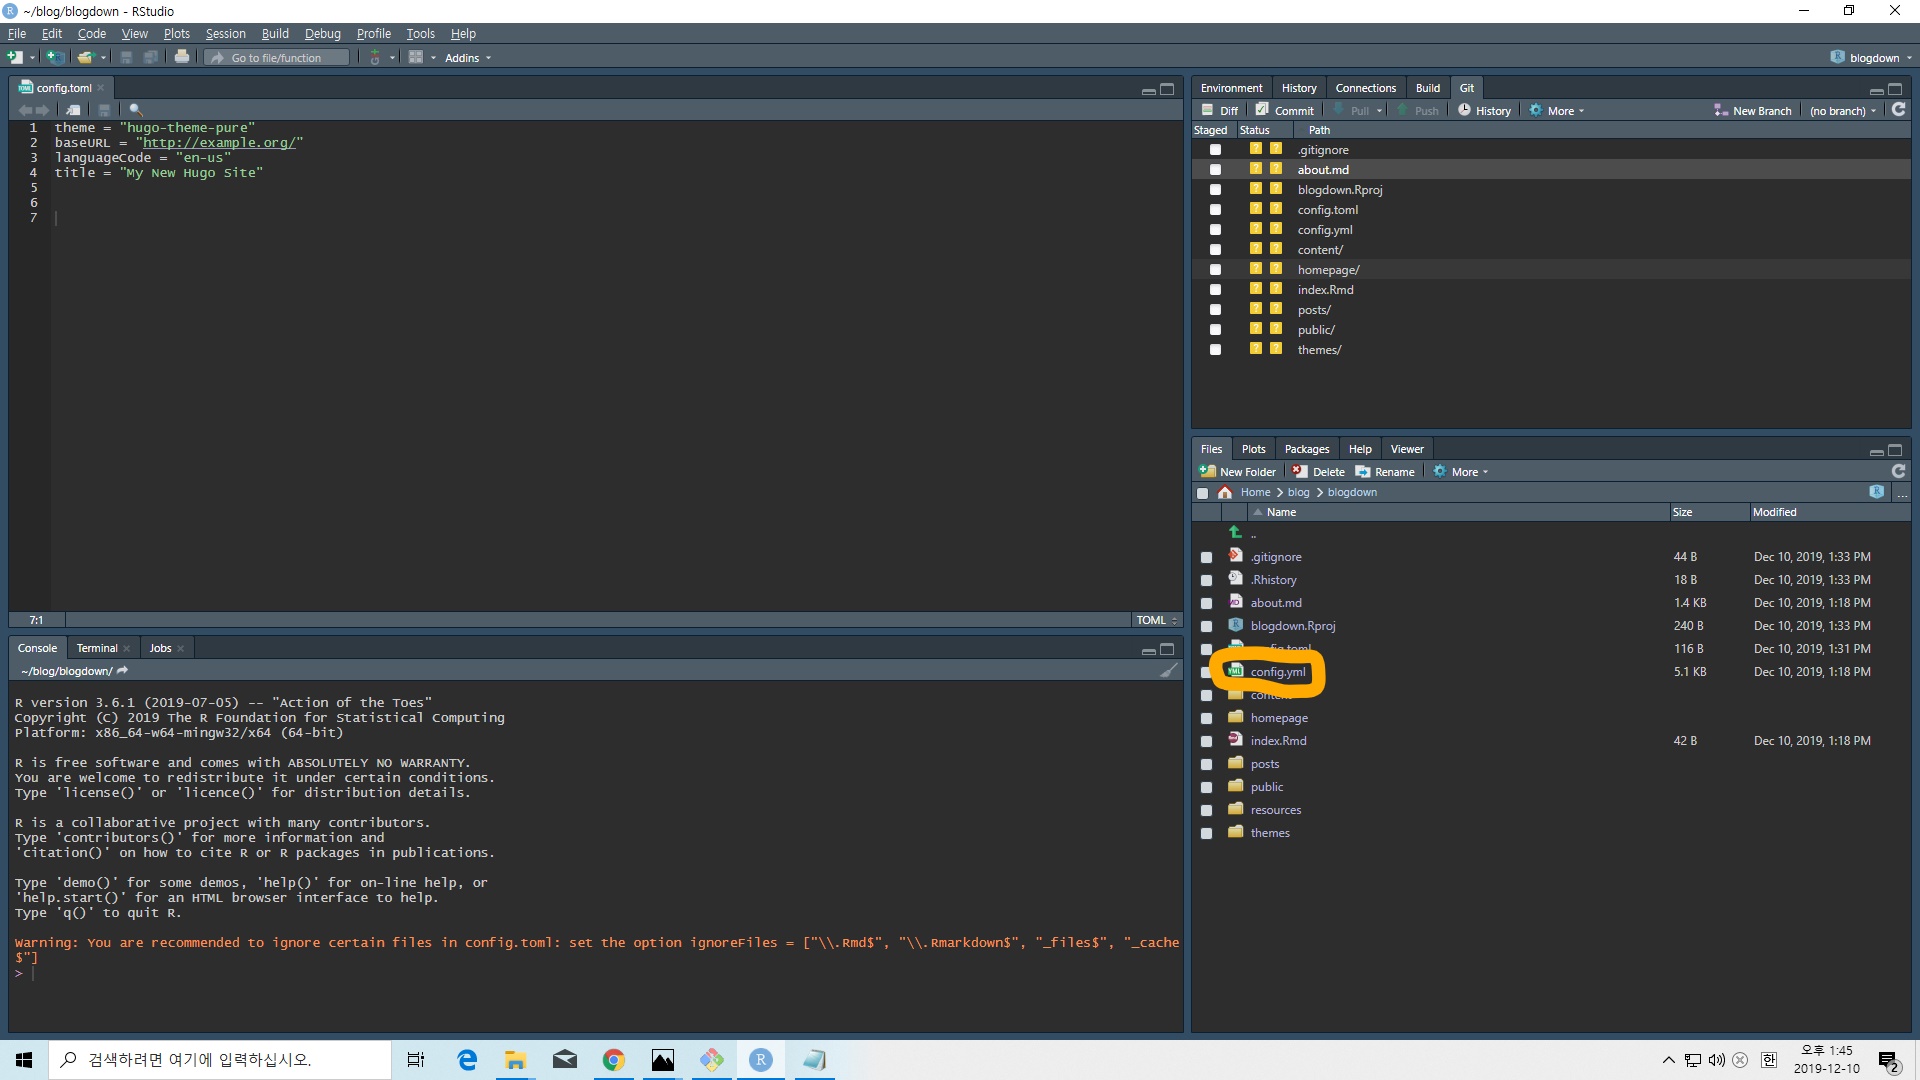 ~/blog/blogdown - RStudio
File Edit Code View Plots Session Build Debug Profile Tools Help
Go to file/function Addins blogdown
config.toml
1 theme = "hugo-theme-pure"
2 baseURL = "http://example.org/"
3 languageCode = "en-us"
4 title = "My New Hugo Site"
5
6
7
7:1 TOML
Console Terminal Jobs
~/blog/blogdown/
R version 3.6.1 (2019-07-05) -- "Action of the Toes"
Copyright (C) 2019 The R Foundation for Statistical Computing
Platform: x86_64-w64-mingw32/x64 (64-bit)
R is free software and comes with ABSOLUTELY NO WARRANTY.
You are welcome to redistribute it under certain conditions.
Type 'license()' or 'licence()' for distribution details.
R is a collaborative project with many contributors.
Type 'contributors()' for more information and
'citation()' on how to cite R or R packages in publications.
Type 'demo()' for some demos, 'help()' for on-line help, or
'help.start()' for an HTML browser interface to help.
Type 'q()' to quit R.
Warning: You are recommended to ignore certain files in config.toml: set the option ignoreFiles = ["\\.Rmd$", "\\.Rmarkdown$", "_files$", "_cache
$"]
>
Environment History Connections Build Git
Diff Commit Pull Push History More New Branch (no branch)
Staged Status Path
? ? .gitignore
? ? about.md
? ? blogdown.Rproj
? ? config.toml
? ? config.yml
? ? content/
? ? homepage/
? ? index.Rmd
? ? posts/
? ? public/
? ? themes/
Files Plots Packages Help Viewer
New Folder Delete Rename More
Home > blog > blogdown ...
Name Size Modified
..
.gitignore 44 B Dec 10, 2019, 1:33 PM
.Rhistory 18 B Dec 10, 2019, 1:33 PM
about.md 1.4 KB Dec 10, 2019, 1:18 PM
blogdown.Rproj 240 B Dec 10, 2019, 1:33 PM
config.toml 116 B Dec 10, 2019, 1:31 PM
config.yml 5.1 KB Dec 10, 2019, 1:18 PM
content
homepage
index.Rmd 42 B Dec 10, 2019, 1:18 PM
posts
public
resources
themes
검색하려면 여기에 입력하십시오.
한 오후 1:45
2019-12-10 2